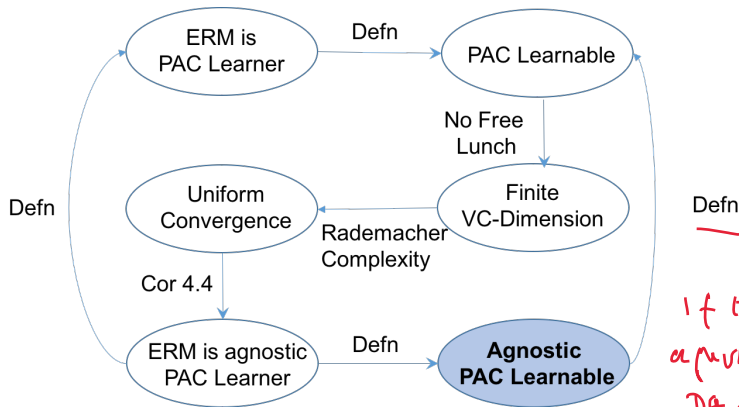 Defn
ERM is
PAC Learner
PAC Learnable
No Free
Lunch
Uniform
Convergence
Finite
VC-Dimension
Defn
Defn
Rademacher
Complexity
Cor 4.4
ERM is agnostic
PAC Learner
Defn
Agnostic
PAC Learnable
If